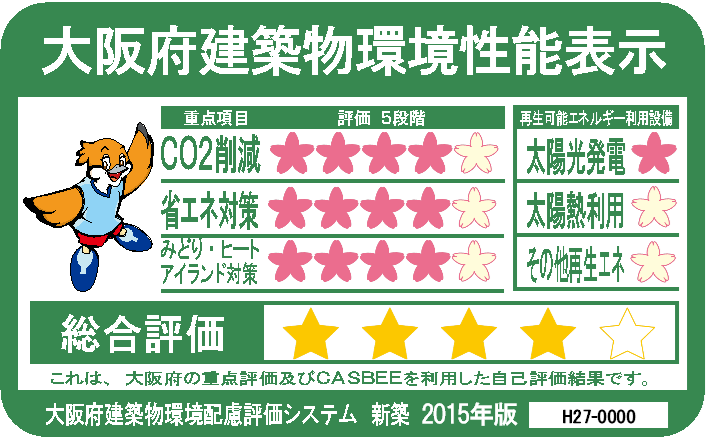 大阪府建築物環境性能表示
重点項目 評価 5段階
CO2削減
省エネ対策
みどり・ヒート
アイランド対策
再生可能エネルギー利用設備
太陽光発電
太陽熱利用
その他再生エネ
総合評価
これは、大阪府の重点評価及びCASBEEを利用した自己評価結果です。
大阪府建築物環境配慮評価システム 新築 2015年版 H27-0000